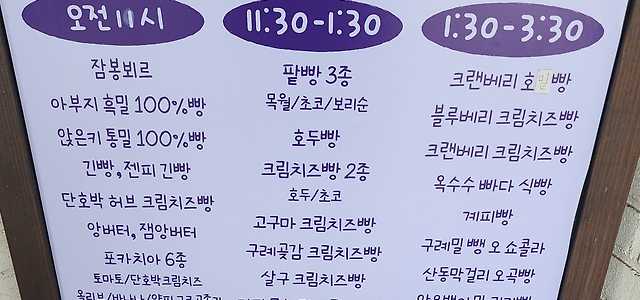 오전 11시
잠봉뵈르
아부지 흑밀 100%빵
앉은키 통밀 100%빵
긴빵, 젠피 긴빵
단호박 허브 크림치즈빵
앙버터, 잼앙버터
포카치아 6종
토마토/단호박크림치즈
11:30-1:30
팥빵 3종
목월/초코/보리순
호두빵
크림치즈빵 2종
호두/초코
고구마 크림치즈빵
구례곶감 크림치즈빵
살구 크림치즈빵
1:30-3:30
크랜베리 호밀빵
블루베리 크림치즈빵
크랜베리 크림치즈빵
옥수수 빠다 식빵
계피빵
구례밀 뺑 오 쇼콜라
산동막걸리 오곡빵